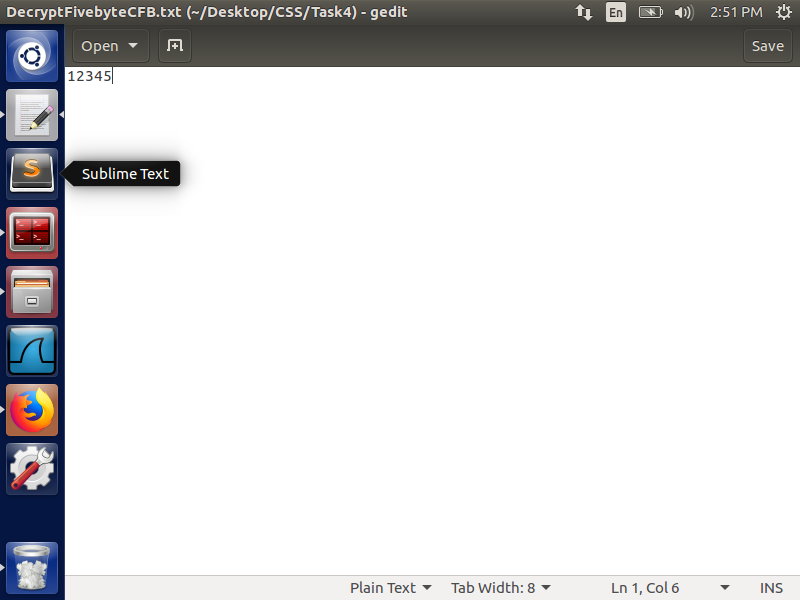 DecryptFivebyteCFB.txt (~/Desktop/CSS/Task4) - gedit
En
2:51 PM
Open
Save
12345
Sublime Text
Plain Text
Tab Width: 8
Ln 1, Col 6
INS